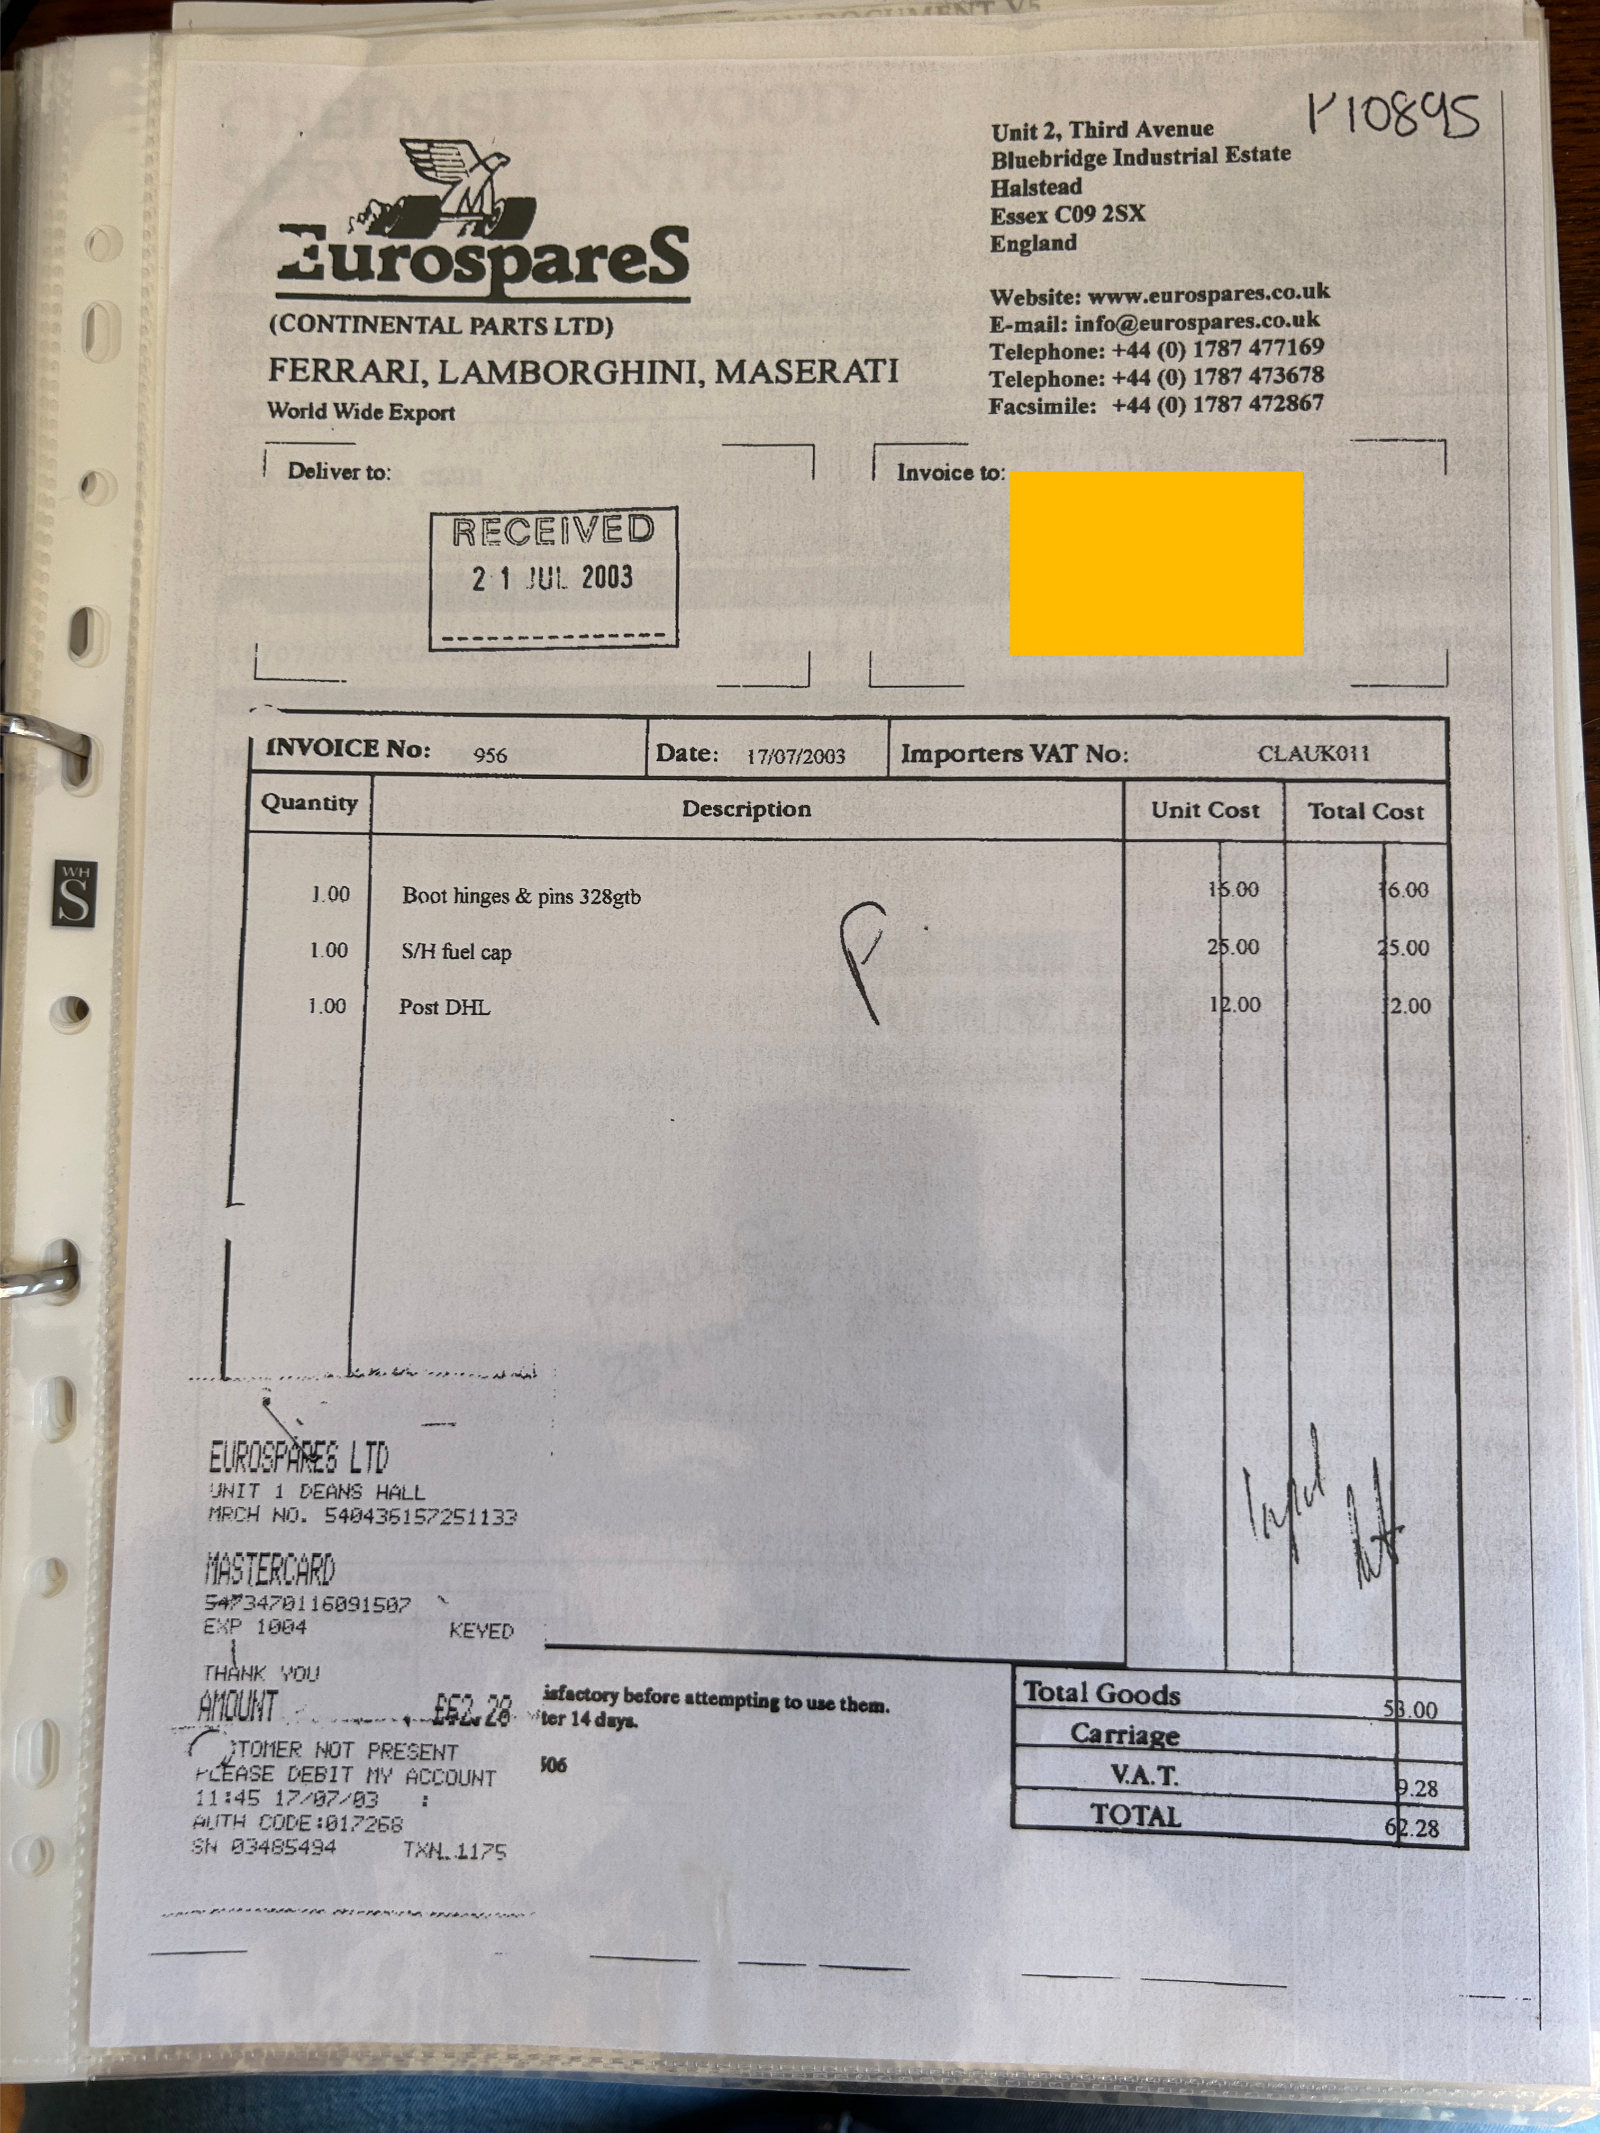 Unit 2, Third Avenue
Bluebridge Industrial Estate
Halstead
Essex C09 2SX
England
Website: www.eurospares.co.uk
E-mail: info@eurospares.co.uk
Telephone: +44 (0) 1787 477169
Telephone: +44 (0) 1787 473678
Facsimile: +44 (0) 1787 472867
EurospareS
(CONTINENTAL PARTS LTD)
FERRARI, LAMBORGHINI, MASERATI
World Wide Export
Deliver to:
RECEIVED
21 JUL 2003
Invoice to:
INVOICE No: 956 Date: 17/07/2003 Importers VAT No: CLAUK011
Quantity Description Unit Cost Total Cost
1.00 Boot hinges & pins 328gtb 16.00 16.00
1.00 S/H fuel cap 25.00 25.00
1.00 Post DHL 12.00 12.00
WH
S
EUROSPARES LTD
UNIT 1 DEANS HALL
MRCH NO. 540436157251133
MASTERCARD
5473470116091507
EXP 1004 KEYED
THANK YOU
AMOUNT £62.28
TOMER NOT PRESENT
PLEASE DEBIT MY ACCOUNT
11:45 17/07/03 :
AUTH CODE:017268
SN 03485494 TXN 1175
isfactory before attempting to use them.
ter 14 days.
506
Total Goods 53.00
Carriage
V.A.T. 9.28
TOTAL 62.28